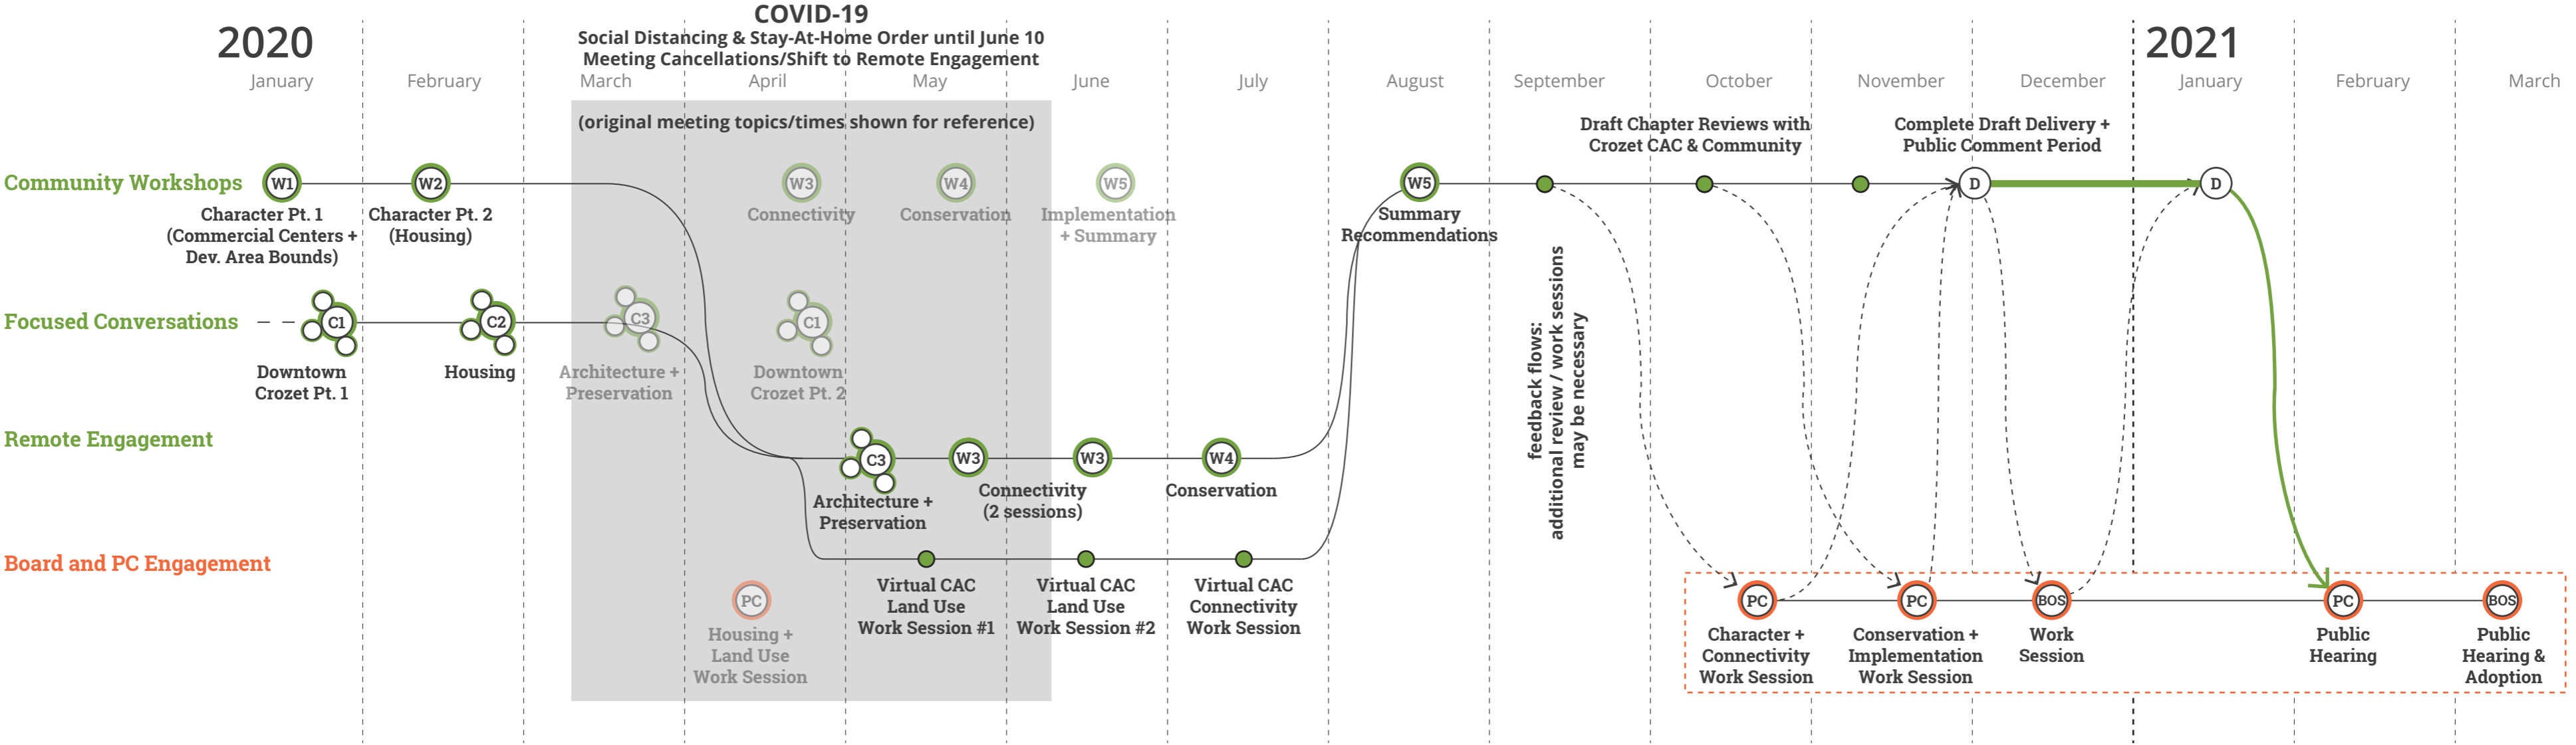 COVID-19
Social Distancing & Stay-At-Home Order until June 10
Meeting Cancellations/Shift to Remote Engagement
2020
2021
January
February
March
April
May
June
July
August
September
October
November
December
January
February
March
(original meeting topics/times shown for reference)
Draft Chapter Reviews with
Crozet CAC & Community
Complete Draft Delivery +
Public Comment Period
Community Workshops
W1
Character Pt. 1
(Commercial Centers +
Dev. Area Bounds)
W2
Character Pt. 2
(Housing)
W3
Connectivity
W4
Conservation
W5
Implementation
+ Summary
W5
Summary
Recommendations
D
D
Focused Conversations
C1
Downtown
Crozet Pt. 1
C2
Housing
C3
Architecture +
Preservation
C1
Downtown
Crozet Pt. 2
feedback flows:
additional review / work sessions
may be necessary
Remote Engagement
C3
Architecture +
Preservation
W3
W3
Connectivity
(2 sessions)
W4
Conservation
Board and PC Engagement
PC
Housing +
Land Use
Work Session
Virtual CAC
Land Use
Work Session #1
Virtual CAC
Land Use
Work Session #2
Virtual CAC
Connectivity
Work Session
PC
Character +
Connectivity
Work Session
PC
Conservation +
Implementation
Work Session
BOS
Work
Session
PC
Public
Hearing
BOS
Public
Hearing &
Adoption